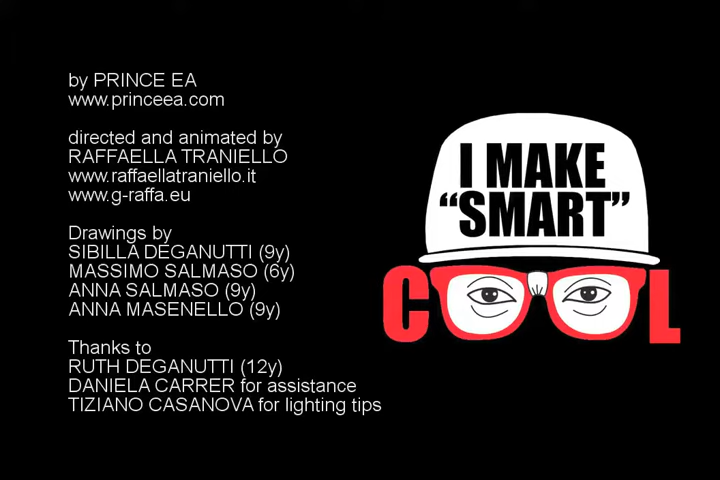 by PRINCE EA
www.princeea.com
directed and animated by
RAFFAELLA TRANIELLO
www.raffaellatraniello.it
www.g-raffa.eu
Drawings by
SIBILLA DEGANUTTI (9y)
MASSIMO SALMASO (6y)
ANNA SALMASO (9y)
ANNA MASENELLO (9y)
Thanks to
RUTH DEGANUTTI (12y)
DANIELA CARRER for assistance
TIZIANO CASANOVA for lighting tips
I MAKE
“SMART”
COOL